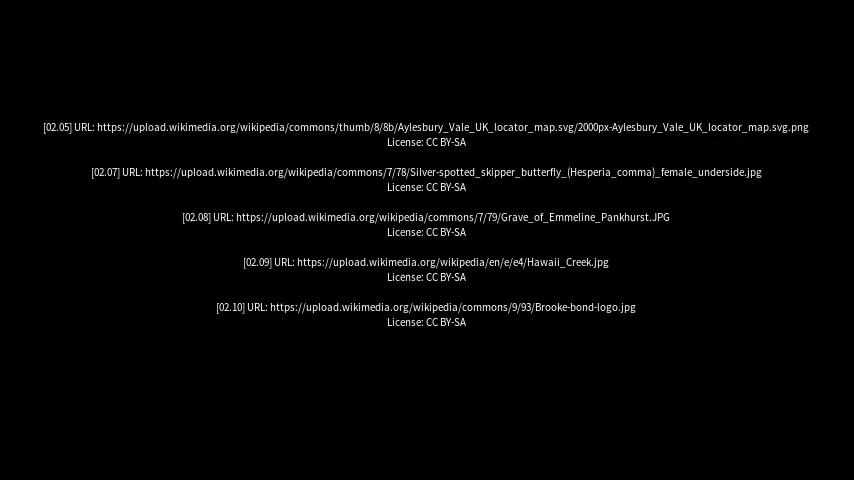 [02.05] URL: https://upload.wikimedia.org/wikipedia/commons/thumb/8/8b/Aylesbury_Vale_UK_locator_map.svg/2000px-Aylesbury_Vale_UK_locator_map.svg.png
License: CC BY-SA
[02.07] URL: https://upload.wikimedia.org/wikipedia/commons/7/78/Silver-spotted_skipper_butterfly_(Hesperia_comma)_female_underside.jpg
License: CC BY-SA
[02.08] URL: https://upload.wikimedia.org/wikipedia/commons/7/79/Grave_of_Emmeline_Pankhurst.JPG
License: CC BY-SA
[02.09] URL: https://upload.wikimedia.org/wikipedia/en/e/e4/Hawaii_Creek.jpg
License: CC BY-SA
[02.10] URL: https://upload.wikimedia.org/wikipedia/commons/9/93/Brooke-bond-logo.jpg
License: CC BY-SA